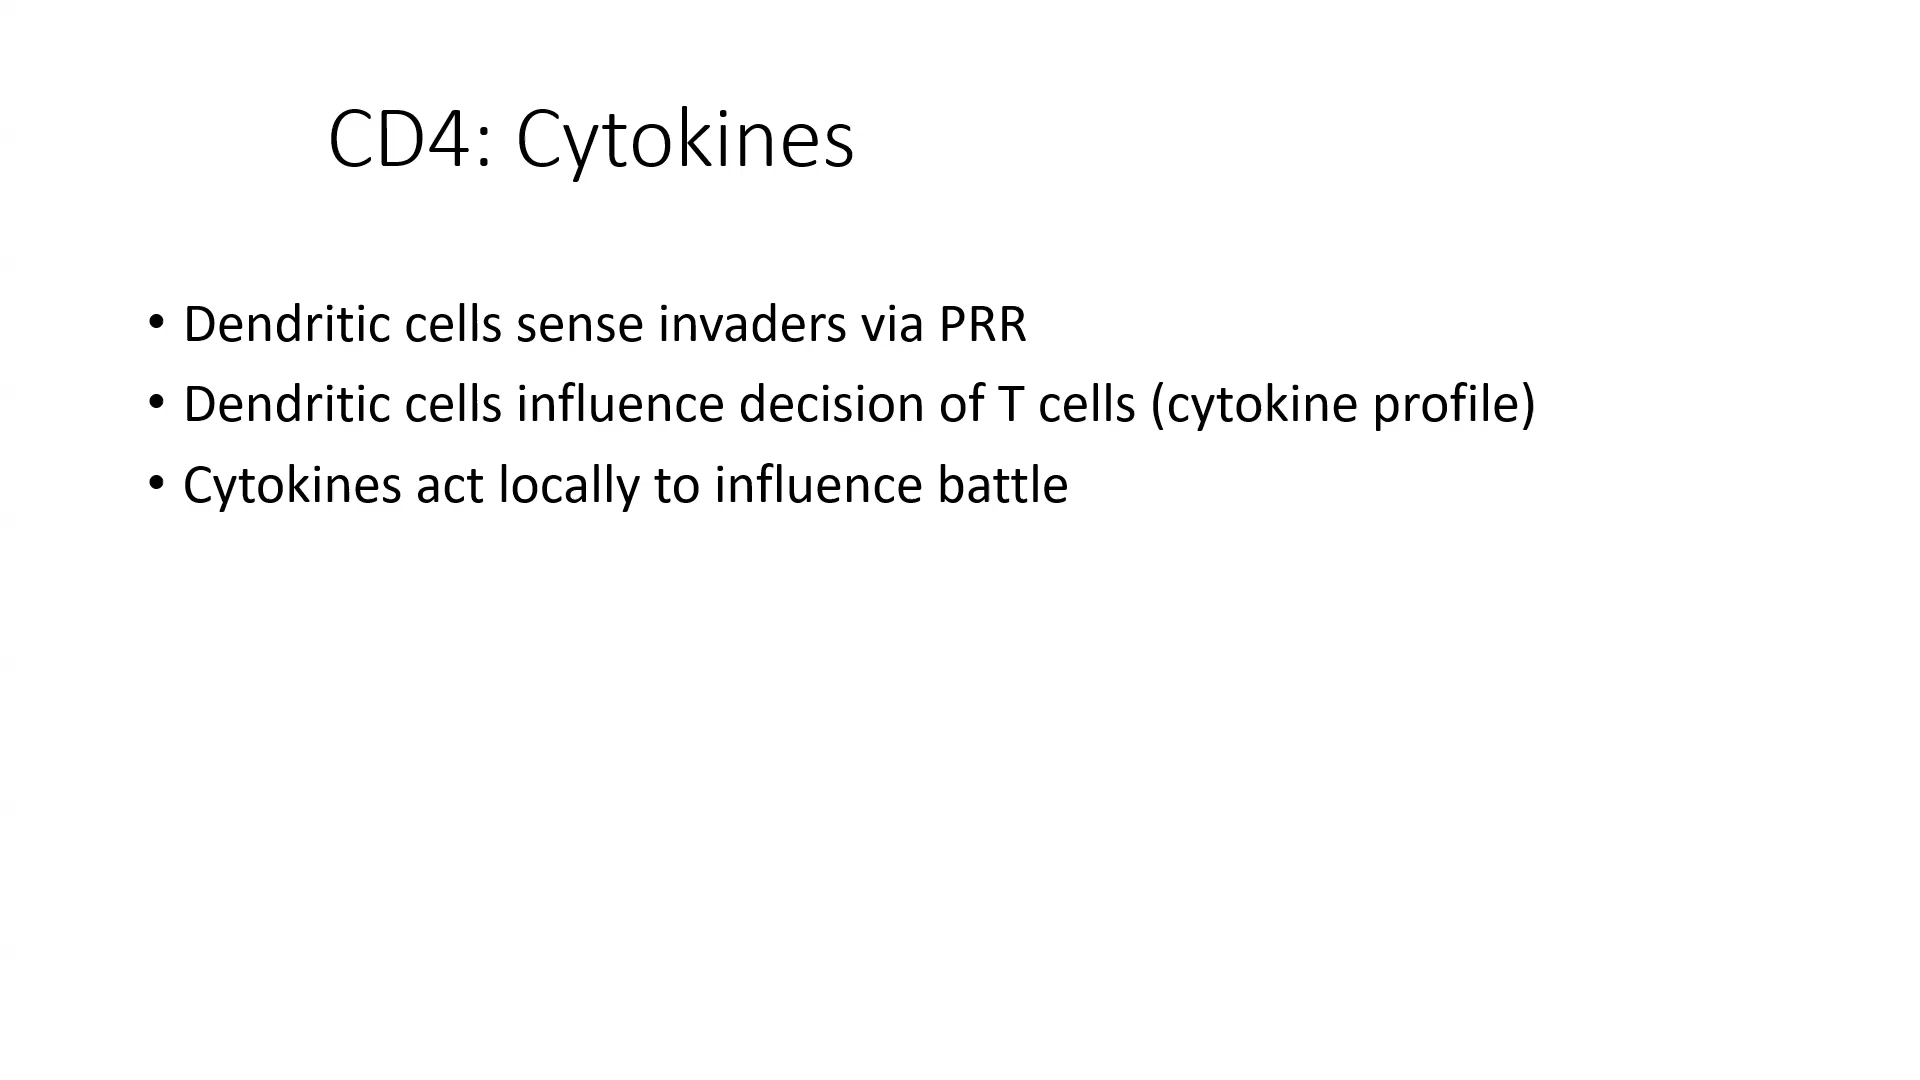 CD4: Cytokines
• Dendritic cells sense invaders via PRR
• Dendritic cells influence decision of T cells (cytokine profile)
• Cytokines act locally to influence battle